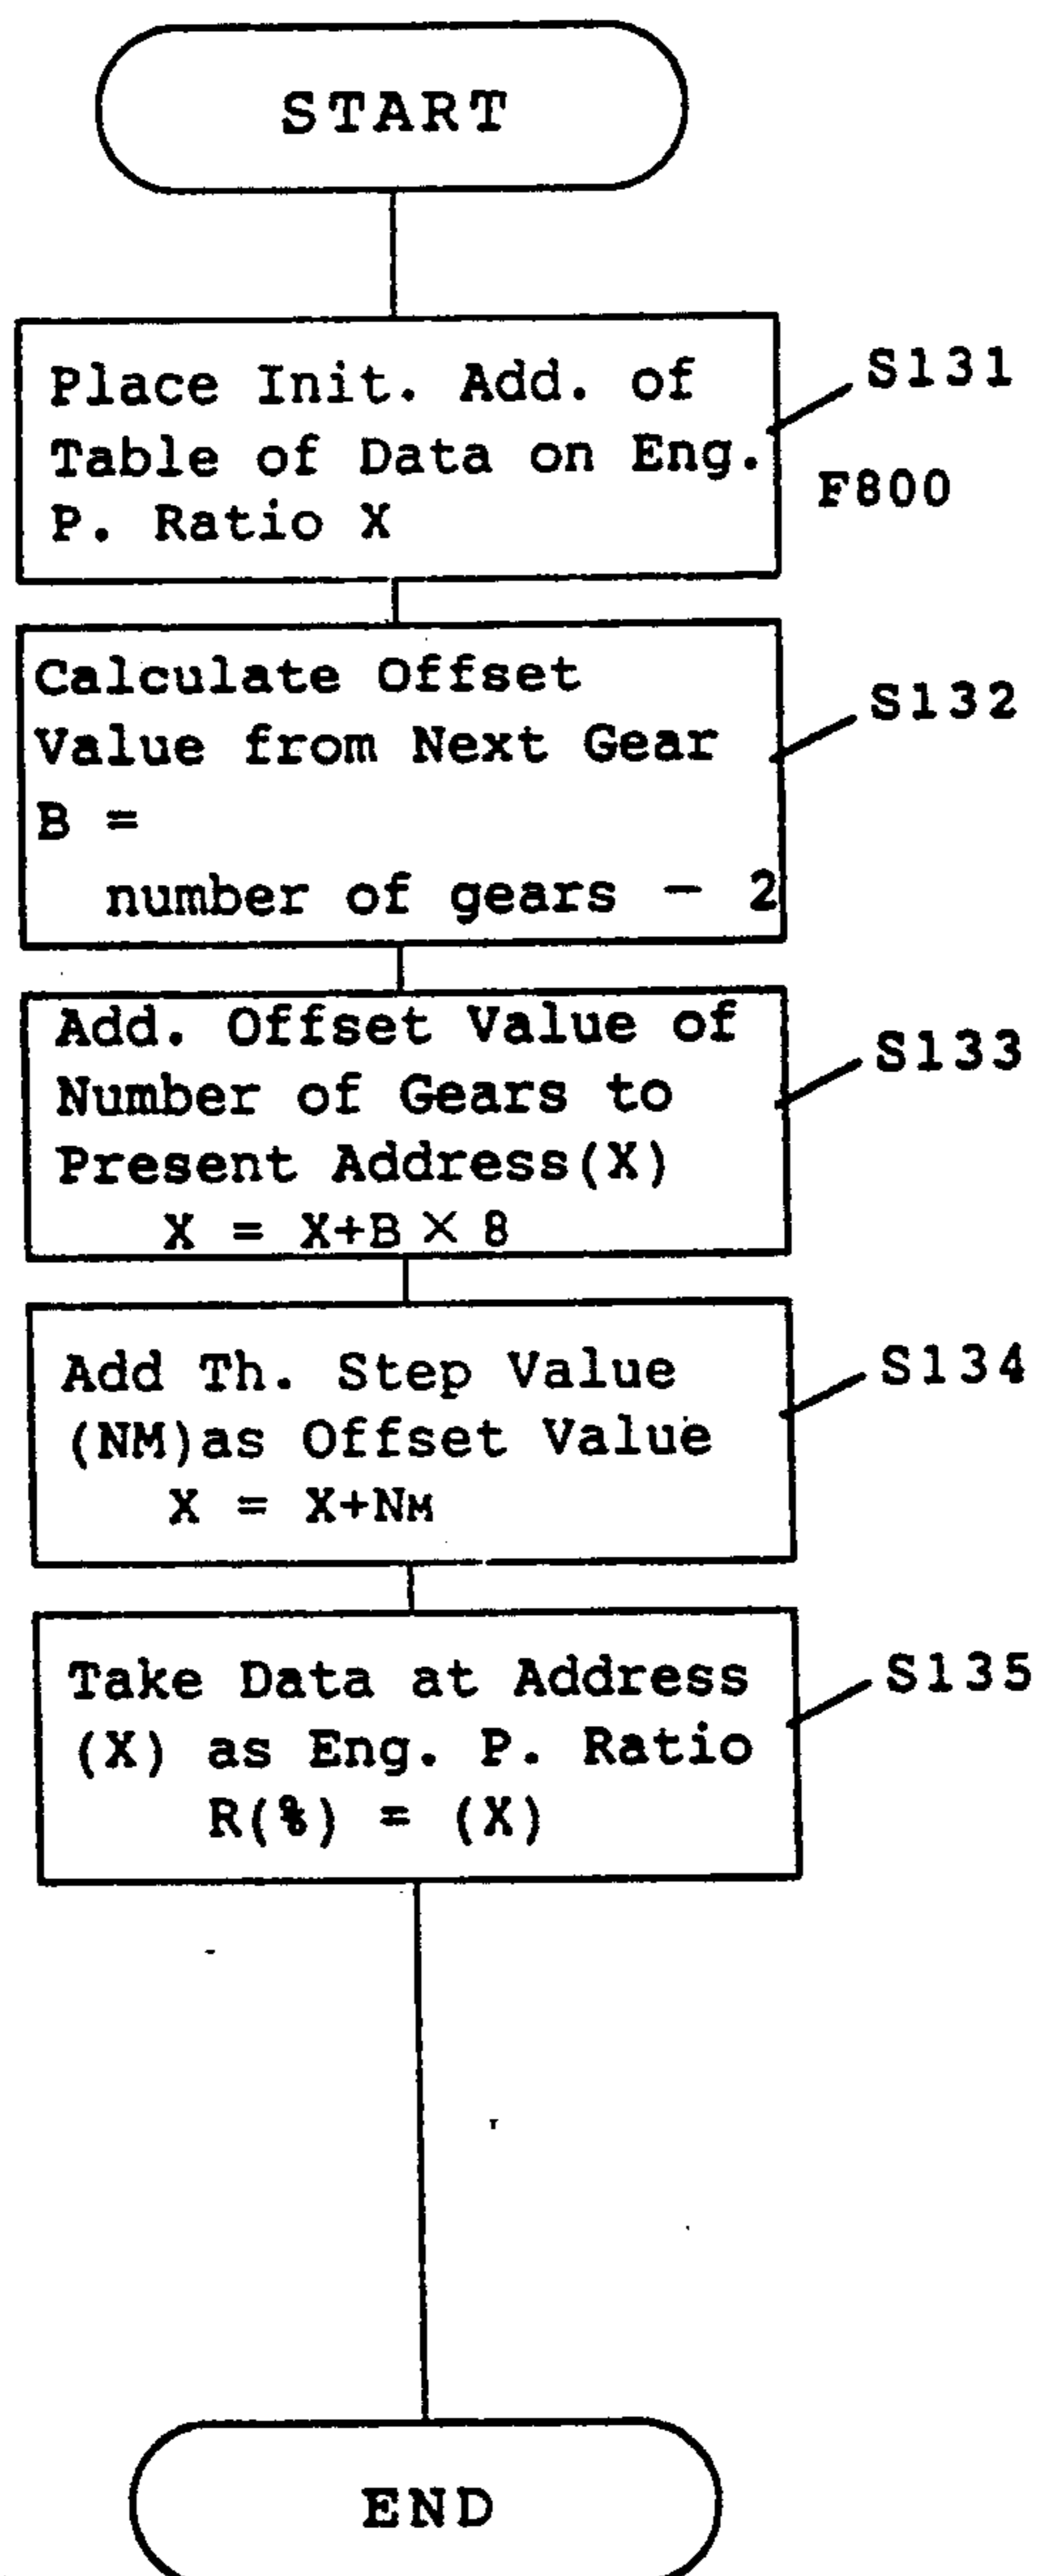 START
Place Init. Add. of
Table of Data on Eng.
P. Ratio X
S131
F800
Calculate Offset
Value from Next Gear
B =
number of gears - 2
S132
Add. Offset Value of
Number of Gears to
Present Address(X)
X = X+B × 8
S133
Add Th. Step Value
(NM)as Offset Value
X = X+NM
S134
Take Data at Address
(X) as Eng. P. Ratio
R(%) = (X)
S135
END